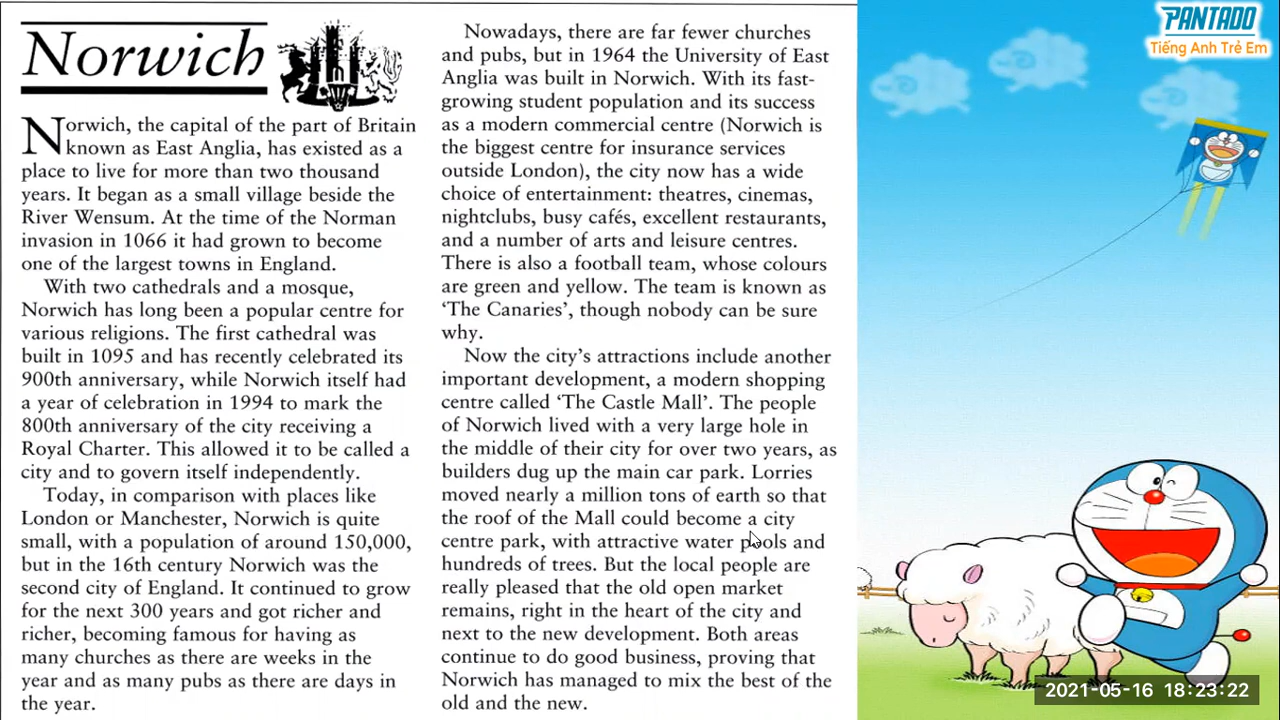 Norwich
Norwich, the capital of the part of Britain
known as East Anglia, has existed as a
place to live for more than two thousand
years. It began as a small village beside the
River Wensum. At the time of the Norman
invasion in 1066 it had grown to become
one of the largest towns in England.
With two cathedrals and a mosque,
Norwich has long been a popular centre for
various religions. The first cathedral was
built in 1095 and has recently celebrated its
900th anniversary, while Norwich itself had
a year of celebration in 1994 to mark the
800th anniversary of the city receiving a
Royal Charter. This allowed it to be called a
city and to govern itself independently.
Today, in comparison with places like
London or Manchester, Norwich is quite
small, with a population of around 150,000,
but in the 16th century Norwich was the
second city of England. It continued to grow
for the next 300 years and got richer and
richer, becoming famous for having as
many churches as there are weeks in the
year and as many pubs as there are days in
the year.
Nowadays, there are far fewer churches
and pubs, but in 1964 the University of East
Anglia was built in Norwich. With its fast-
growing student population and its success
as a modern commercial centre (Norwich is
the biggest centre for insurance services
outside London), the city now has a wide
choice of entertainment: theatres, cinemas,
nightclubs, busy cafés, excellent restaurants,
and a number of arts and leisure centres.
There is also a football team, whose colours
are green and yellow. The team is known as
‘The Canaries’, though nobody can be sure
why.
Now the city’s attractions include another
important development, a modern shopping
centre called ‘The Castle Mall’. The people
of Norwich lived with a very large hole in
the middle of their city for over two years, as
builders dug up the main car park. Lorries
moved nearly a million tons of earth so that
the roof of the Mall could become a city
centre park, with attractive water pools and
hundreds of trees. But the local people are
really pleased that the old open market
remains, right in the heart of the city and
next to the new development. Both areas
continue to do good business, proving that
Norwich has managed to mix the best of the
old and the new.
PANTADO
Tiếng Anh Trẻ Em
2021-05-16 18:23:22